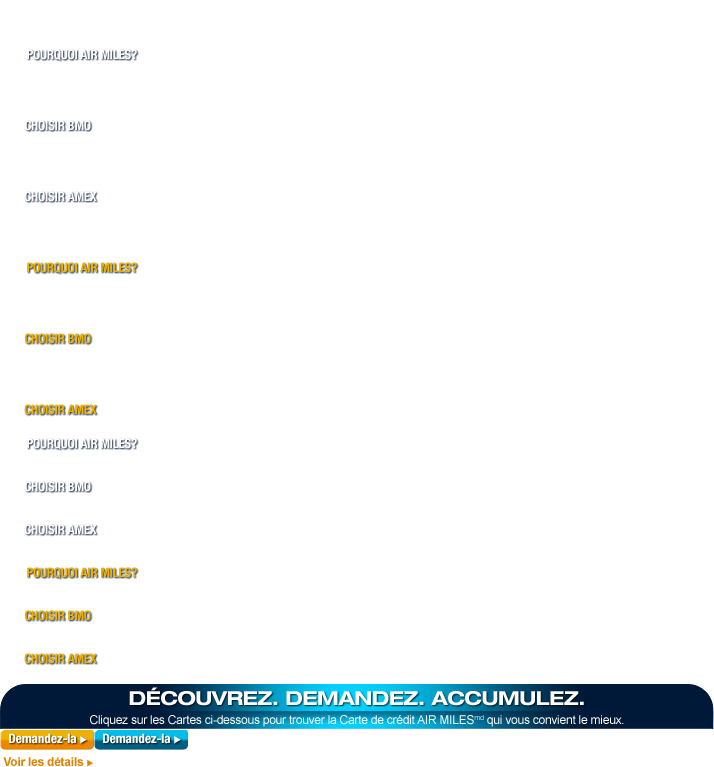 POURQUOI AIR MILES?
CHOISIR BMO
CHOISIR AMEX
POURQUOI AIR MILES?
CHOISIR BMO
CHOISIR AMEX
POURQUOI AIR MILES?
CHOISIR BMO
CHOISIR AMEX
POURQUOI AIR MILES?
CHOISIR BMO
CHOISIR AMEX
DÉCOUVREZ. DEMANDEZ. ACCUMULEZ.
Cliquez sur les Cartes ci-dessous pour trouver la Carte de crédit AIR MILESmd qui vous convient le mieux.
Demandez-la ► Demandez-la ►
Voir les détails ►